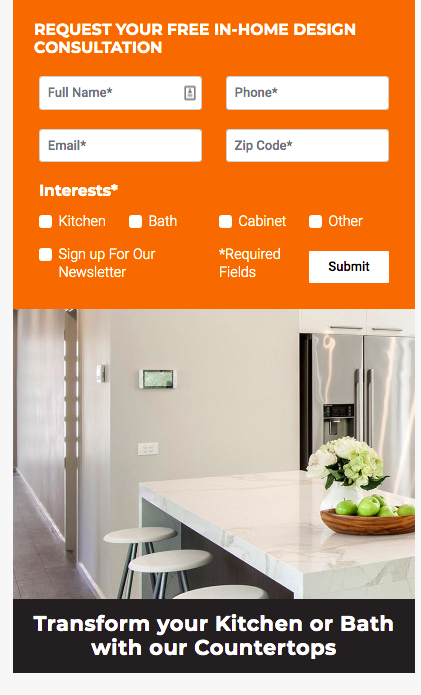 REQUEST YOUR FREE IN-HOME DESIGN
CONSULTATION
Full Name*
Phone*
Email*
Zip Code*
Interests*
Kitchen
Bath
Cabinet
Other
Sign up For Our
Newsletter
*Required
Fields
Submit
Transform your Kitchen or Bath
with our Countertops